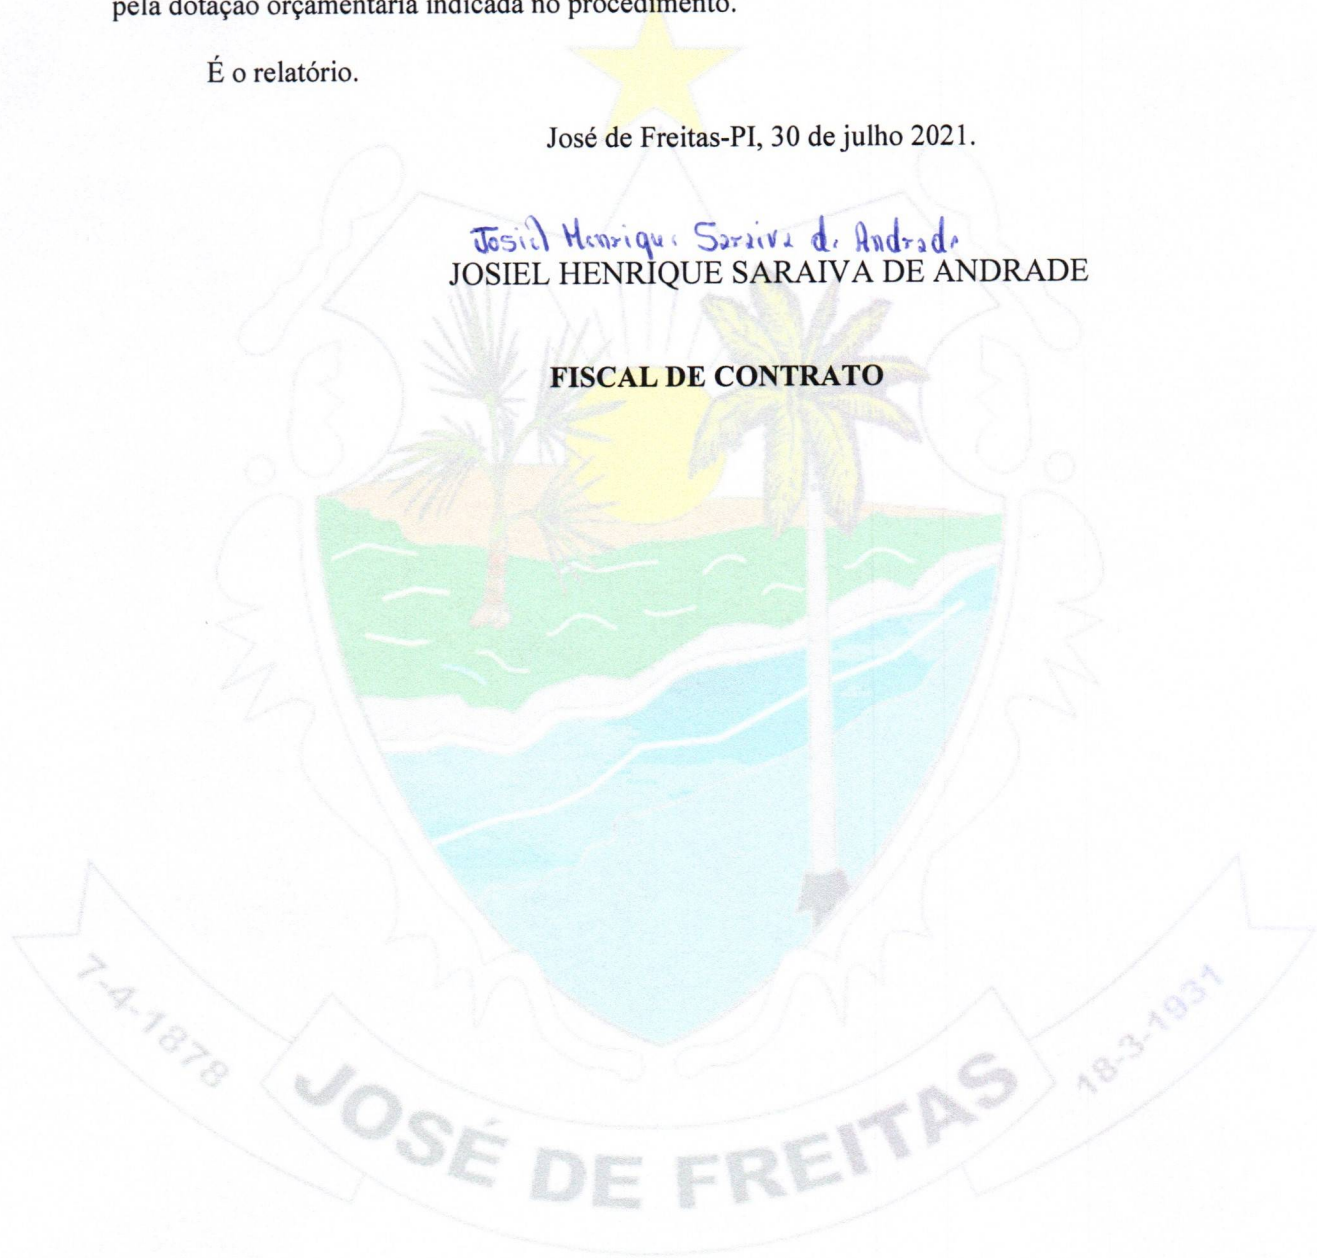 pela dotação orçamentária indicada no procedimento.
É o relatório.
José de Freitas-PI, 30 de julho 2021.
Josiel Henrique Saraiva de Andrade
JOSIEL HENRIQUE SARAIVA DE ANDRADE
FISCAL DE CONTRATO
7-4-1878
JOSÉ DE FREITAS
18-3-1931